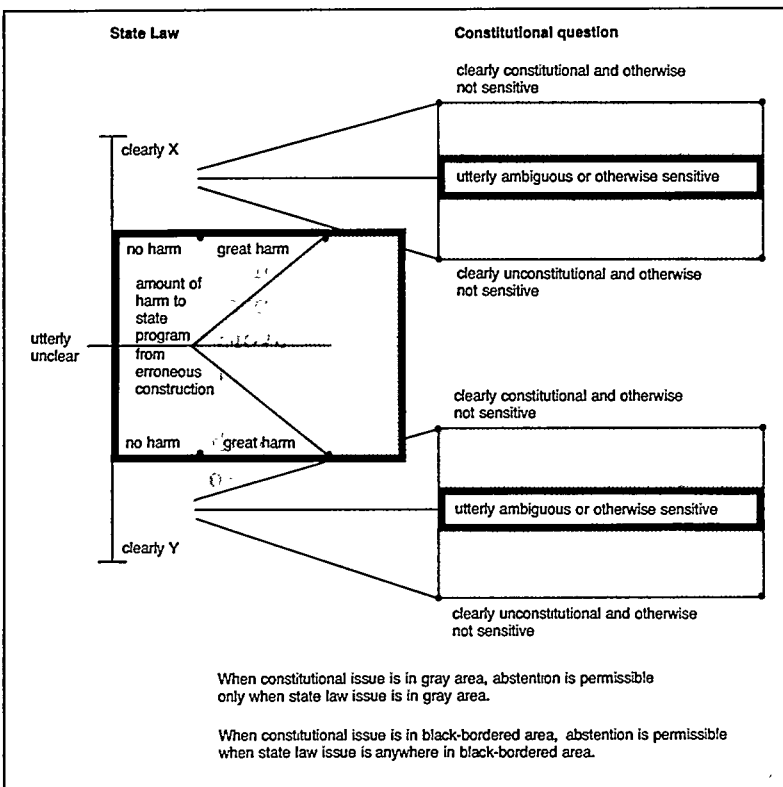 State Law
Constitutional question
clearly constitutional and otherwise
not sensitive
clearly X
utterly ambiguous or otherwise sensitive
no harm great harm
clearly unconstitutional and otherwise
not sensitive
amount of
harm to
state
program
from
erroneous
construction
utterly
unclear
no harm great harm
clearly constitutional and otherwise
not sensitive
utterly ambiguous or otherwise sensitive
clearly Y
clearly unconstitutional and otherwise
not sensitive
When constitutional issue is in gray area, abstention is permissible
only when state law issue is in gray area.
When constitutional issue is in black-bordered area, abstention is permissible
when state law issue is anywhere in black-bordered area.